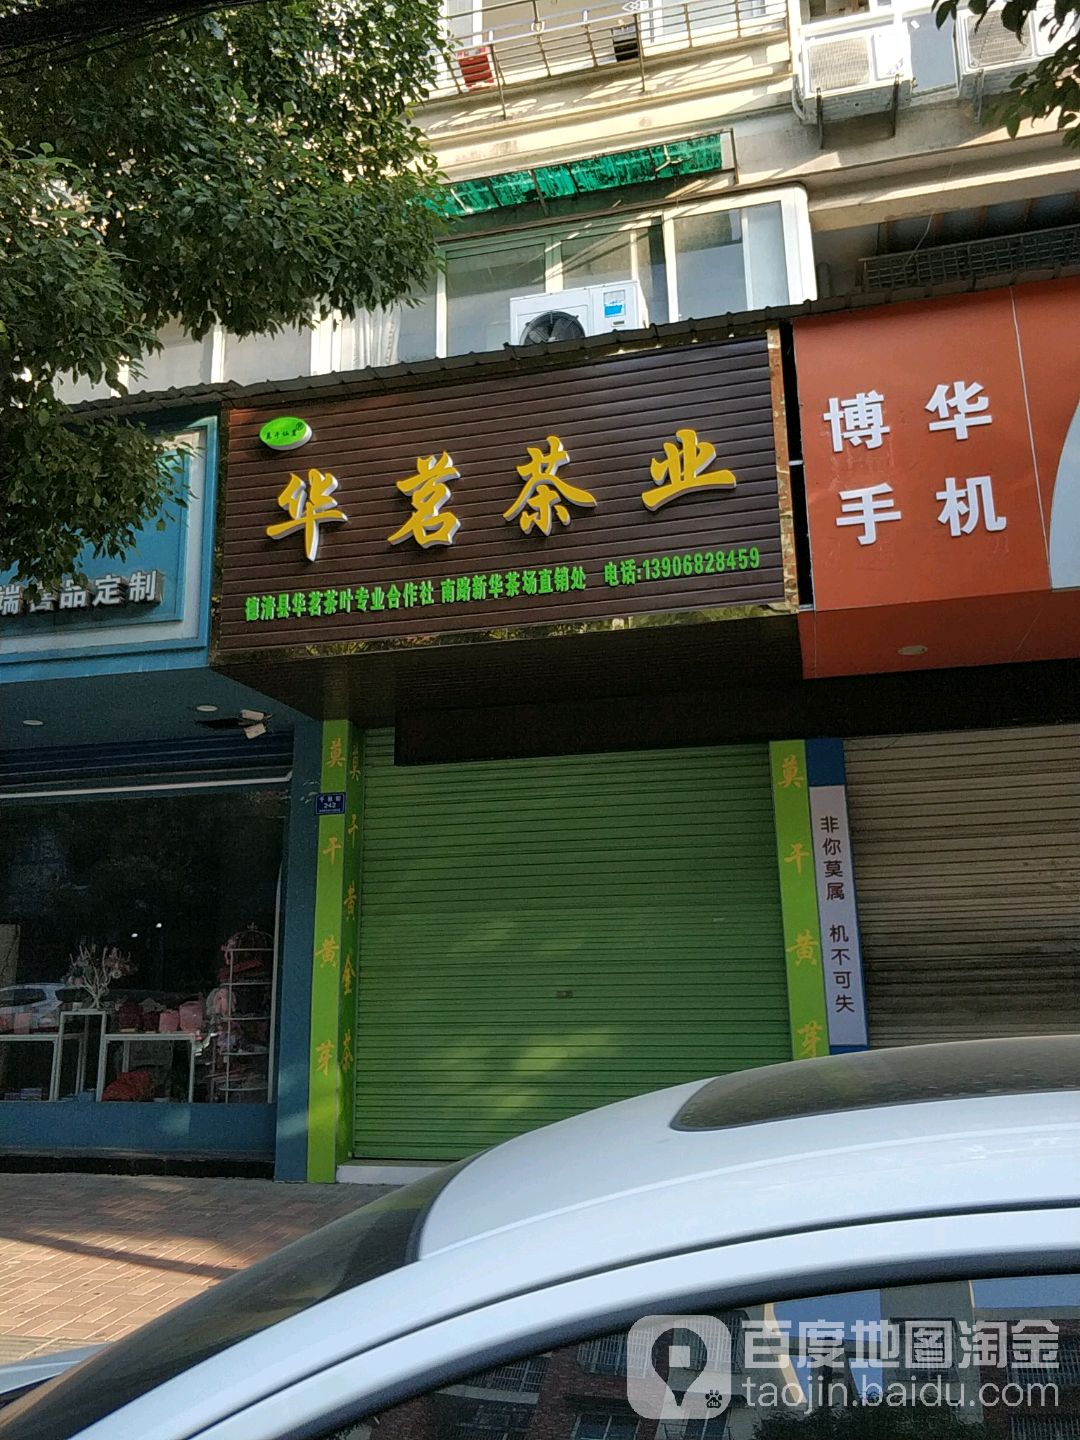 华茗茶业
德清县华茗茶叶专业合作社 南路新华茶场直销处 电话:13906828459
博华
手机
品定制
莫干黄芽
莫干黄金茶
242
莫干黄芽
非你莫属 机不可失
百度地图淘金
taojin.baidu.com